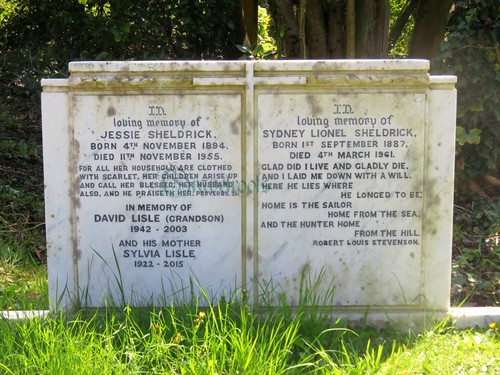 In
loving memory of
JESSIE SHELDRICK,
BORN 4TH NOVEMBER 1894.
DIED 11TH NOVEMBER 1955.
FOR ALL HER HOUSEHOLD ARE CLOTHED
WITH SCARLET, HER CHILDREN ARISE UP
AND CALL HER BLESSED, HER HUSBAND
ALSO, AND HE PRAISETH HER. PROVERBS.
IN MEMORY OF
DAVID LISLE (GRANDSON)
1942 - 2003
AND HIS MOTHER
SYLVIA LISLE
1922 - 2015
In
loving memory of
SYDNEY LIONEL SHELDRICK,
BORN 1ST SEPTEMBER 1887.
DIED 4TH MARCH 1961.
GLAD DID I LIVE AND GLADLY DIE,
AND I LAID ME DOWN WITH A WILL.
HERE HE LIES WHERE
HE LONGED TO BE,
HOME IS THE SAILOR
HOME FROM THE SEA,
AND THE HUNTER HOME
FROM THE HILL.
ROBERT LOUIS STEVENSON.